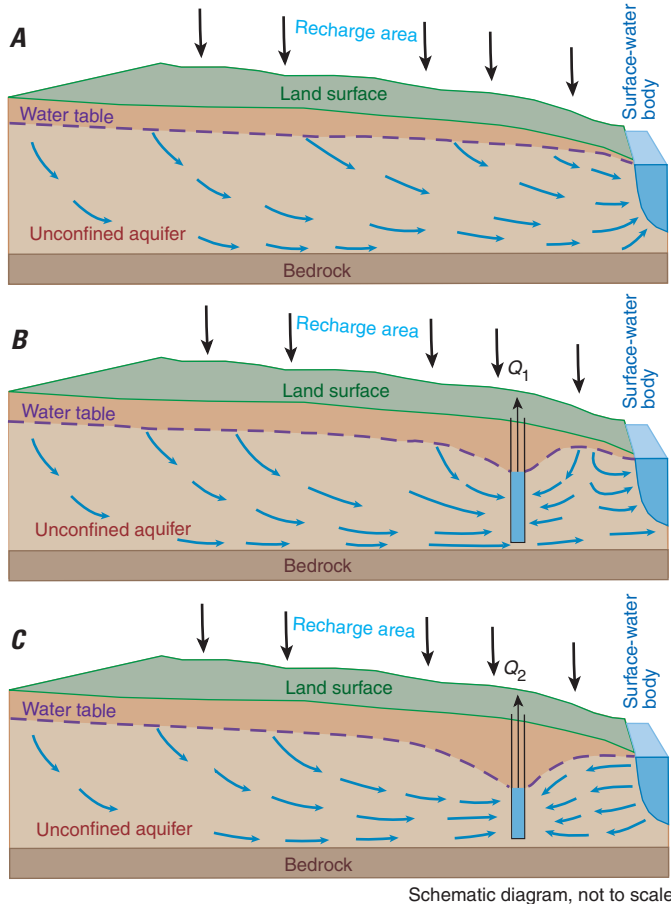 A
Recharge area
Land surface
Water table
Unconfined aquifer
Bedrock
Surface-water
body
B
Recharge area
Q1
Land surface
Water table
Unconfined aquifer
Bedrock
Surface-water
body
C
Recharge area
Q2
Land surface
Water table
Unconfined aquifer
Bedrock
Surface-water
body
Schematic diagram, not to scale